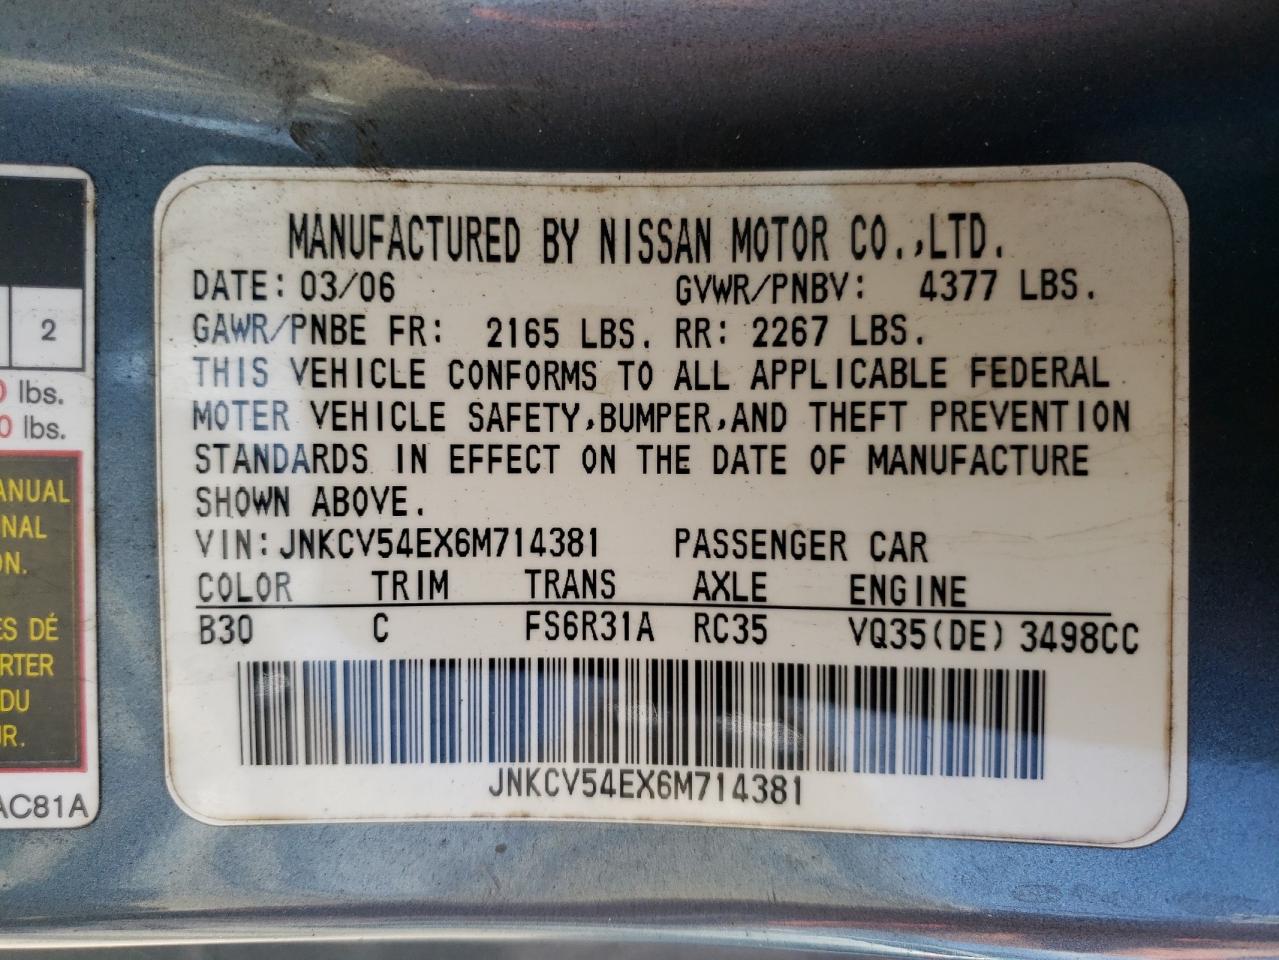 MANUFACTURED BY NISSAN MOTOR CO.,LTD.
DATE: 03/06 GVWR/PNBV: 4377 LBS.
GAWR/PNBE FR: 2165 LBS. RR: 2267 LBS.
THIS VEHICLE CONFORMS TO ALL APPLICABLE FEDERAL
MOTER VEHICLE SAFETY,BUMPER,AND THEFT PREVENTION
STANDARDS IN EFFECT ON THE DATE OF MANUFACTURE
SHOWN ABOVE.
VIN: JNKCV54EX6M714381 PASSENGER CAR
COLOR TRIM TRANS AXLE ENGINE
B30 C FS6R31A RC35 VQ35(DE) 3498CC
JNKCV54EX6M714381
2
0 lbs.
0 lbs.
ANUAL
NAL
ON.
ES DÉ
RTER
DU
UR.
AC81A